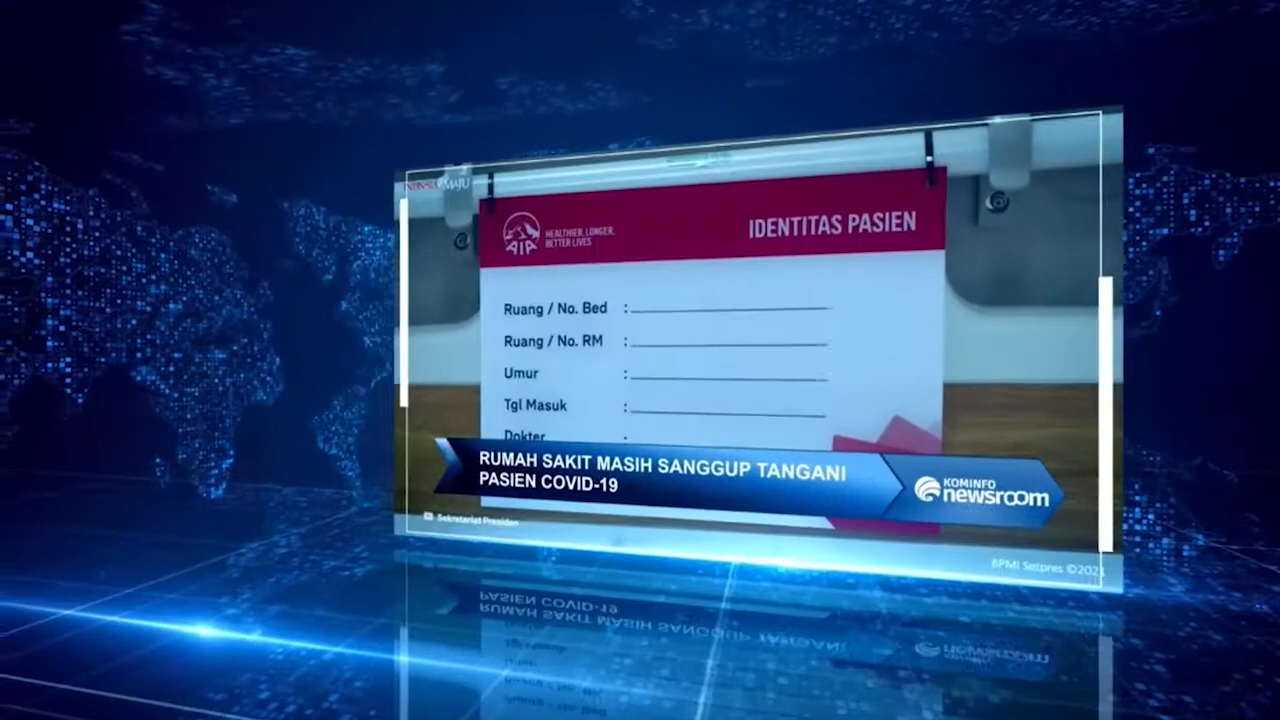 INDONESIA MAJU
AIA
HEALTHIER, LONGER,
BETTER LIVES
IDENTITAS PASIEN
Ruang / No. Bed :
Ruang / No. RM :
Umur :
Tgl Masuk :
Dokter :
RUMAH SAKIT MASIH SANGGUP TANGANI
PASIEN COVID-19
KOMINFO
newsroom
Sekretariat Presiden
BPMI Setpres ©2021